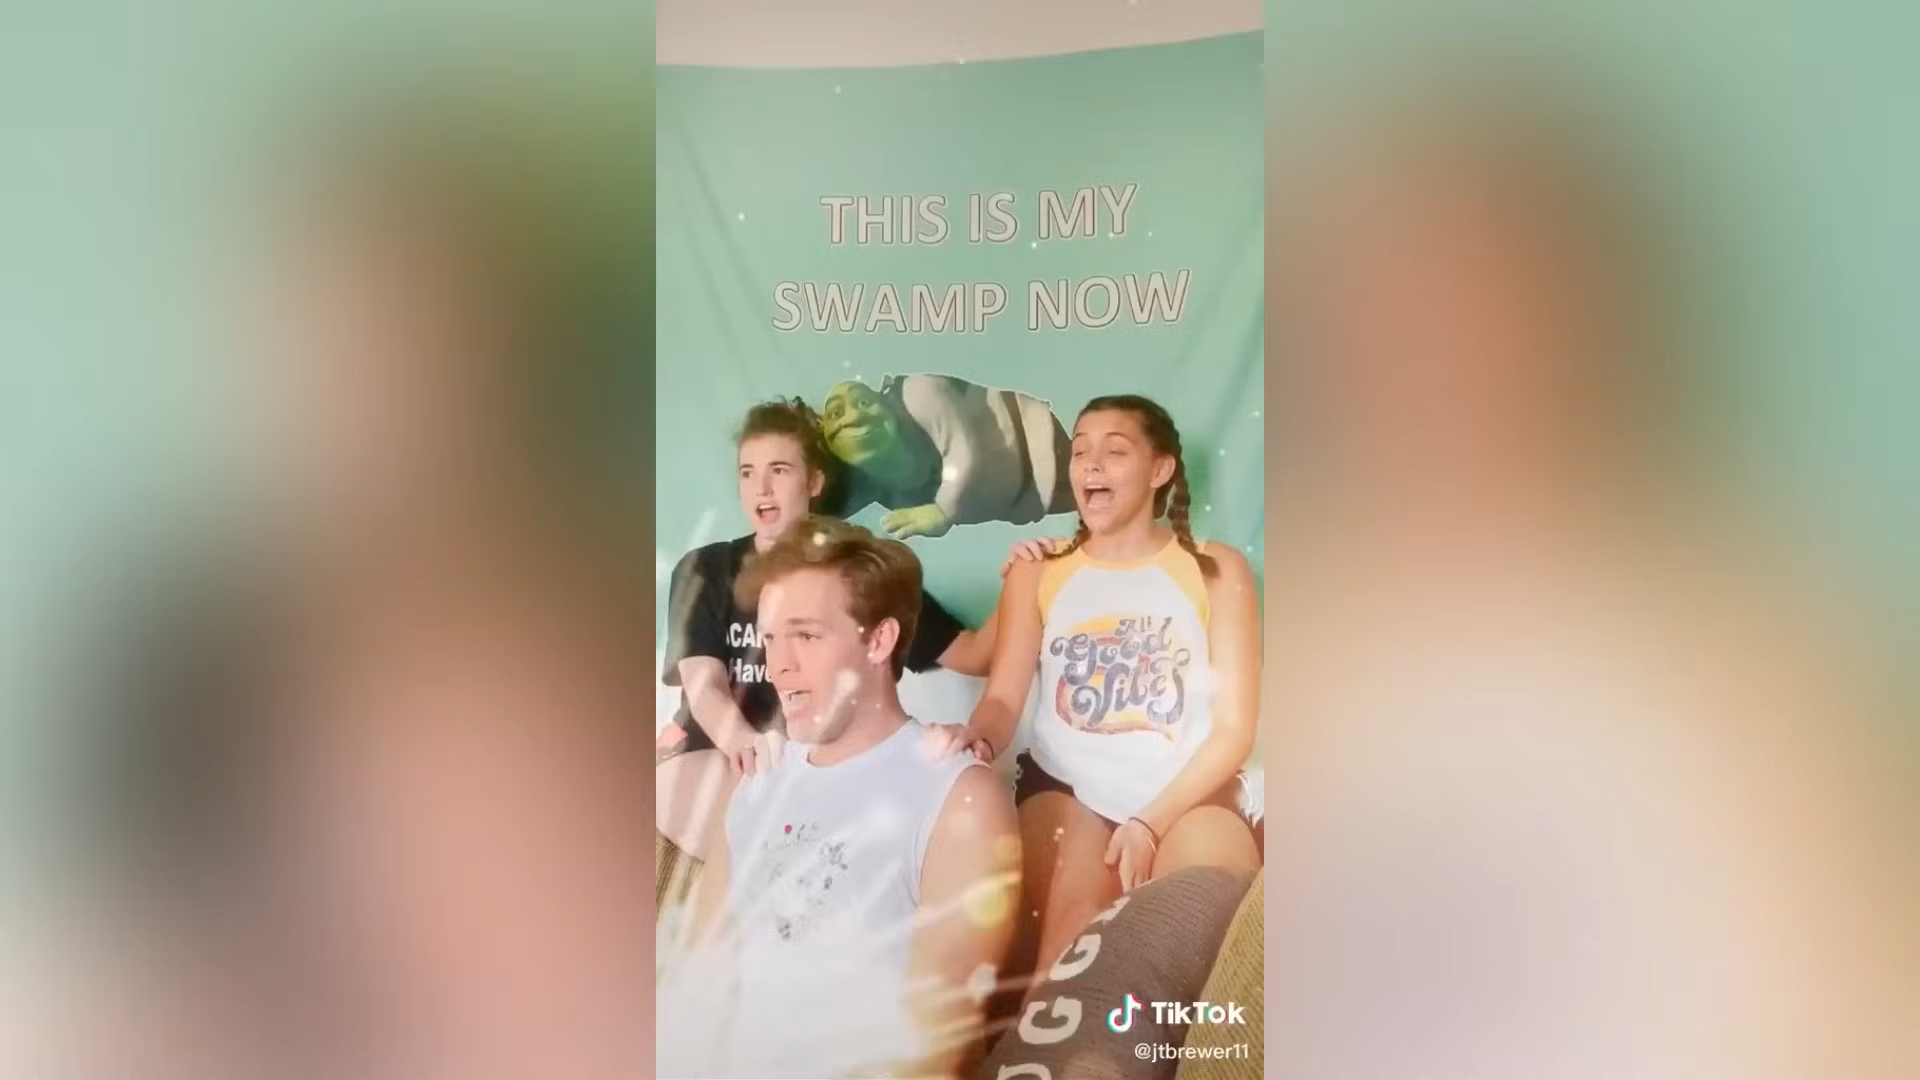 THIS IS MY
SWAMP NOW
All
Good
Vibes
TikTok
@jtbrewer11